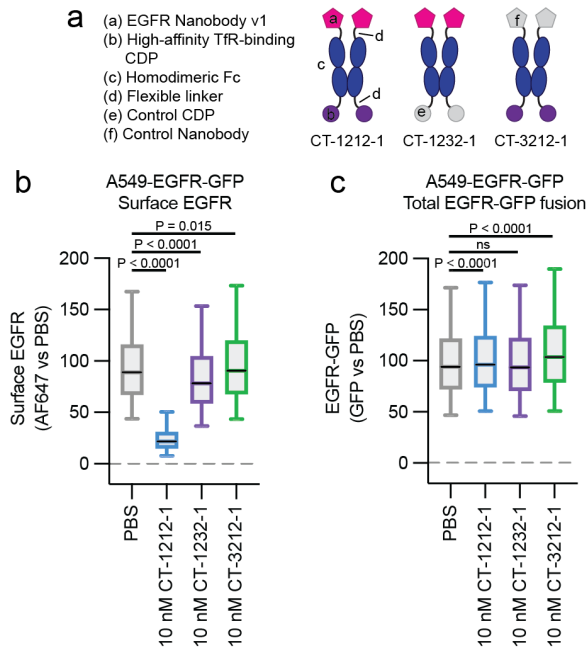 a
(a) EGFR Nanobody v1
(b) High-affinity TfR-binding
CDP
(c) Homodimeric Fc
(d) Flexible linker
(e) Control CDP
(f) Control Nanobody
a
d
c
d
b
CT-1212-1
e
CT-1232-1
f
CT-3212-1
b
A549-EGFR-GFP
Surface EGFR
P = 0.015
P < 0.0001
P < 0.0001
200
150
100
50
0
Surface EGFR
(AF647 vs PBS)
PBS
10 nM CT-1212-1
10 nM CT-1232-1
10 nM CT-3212-1
c
A549-EGFR-GFP
Total EGFR-GFP fusion
P < 0.0001
ns
P < 0.0001
200
150
100
50
0
EGFR-GFP
(GFP vs PBS)
PBS
10 nM CT-1212-1
10 nM CT-1232-1
10 nM CT-3212-1